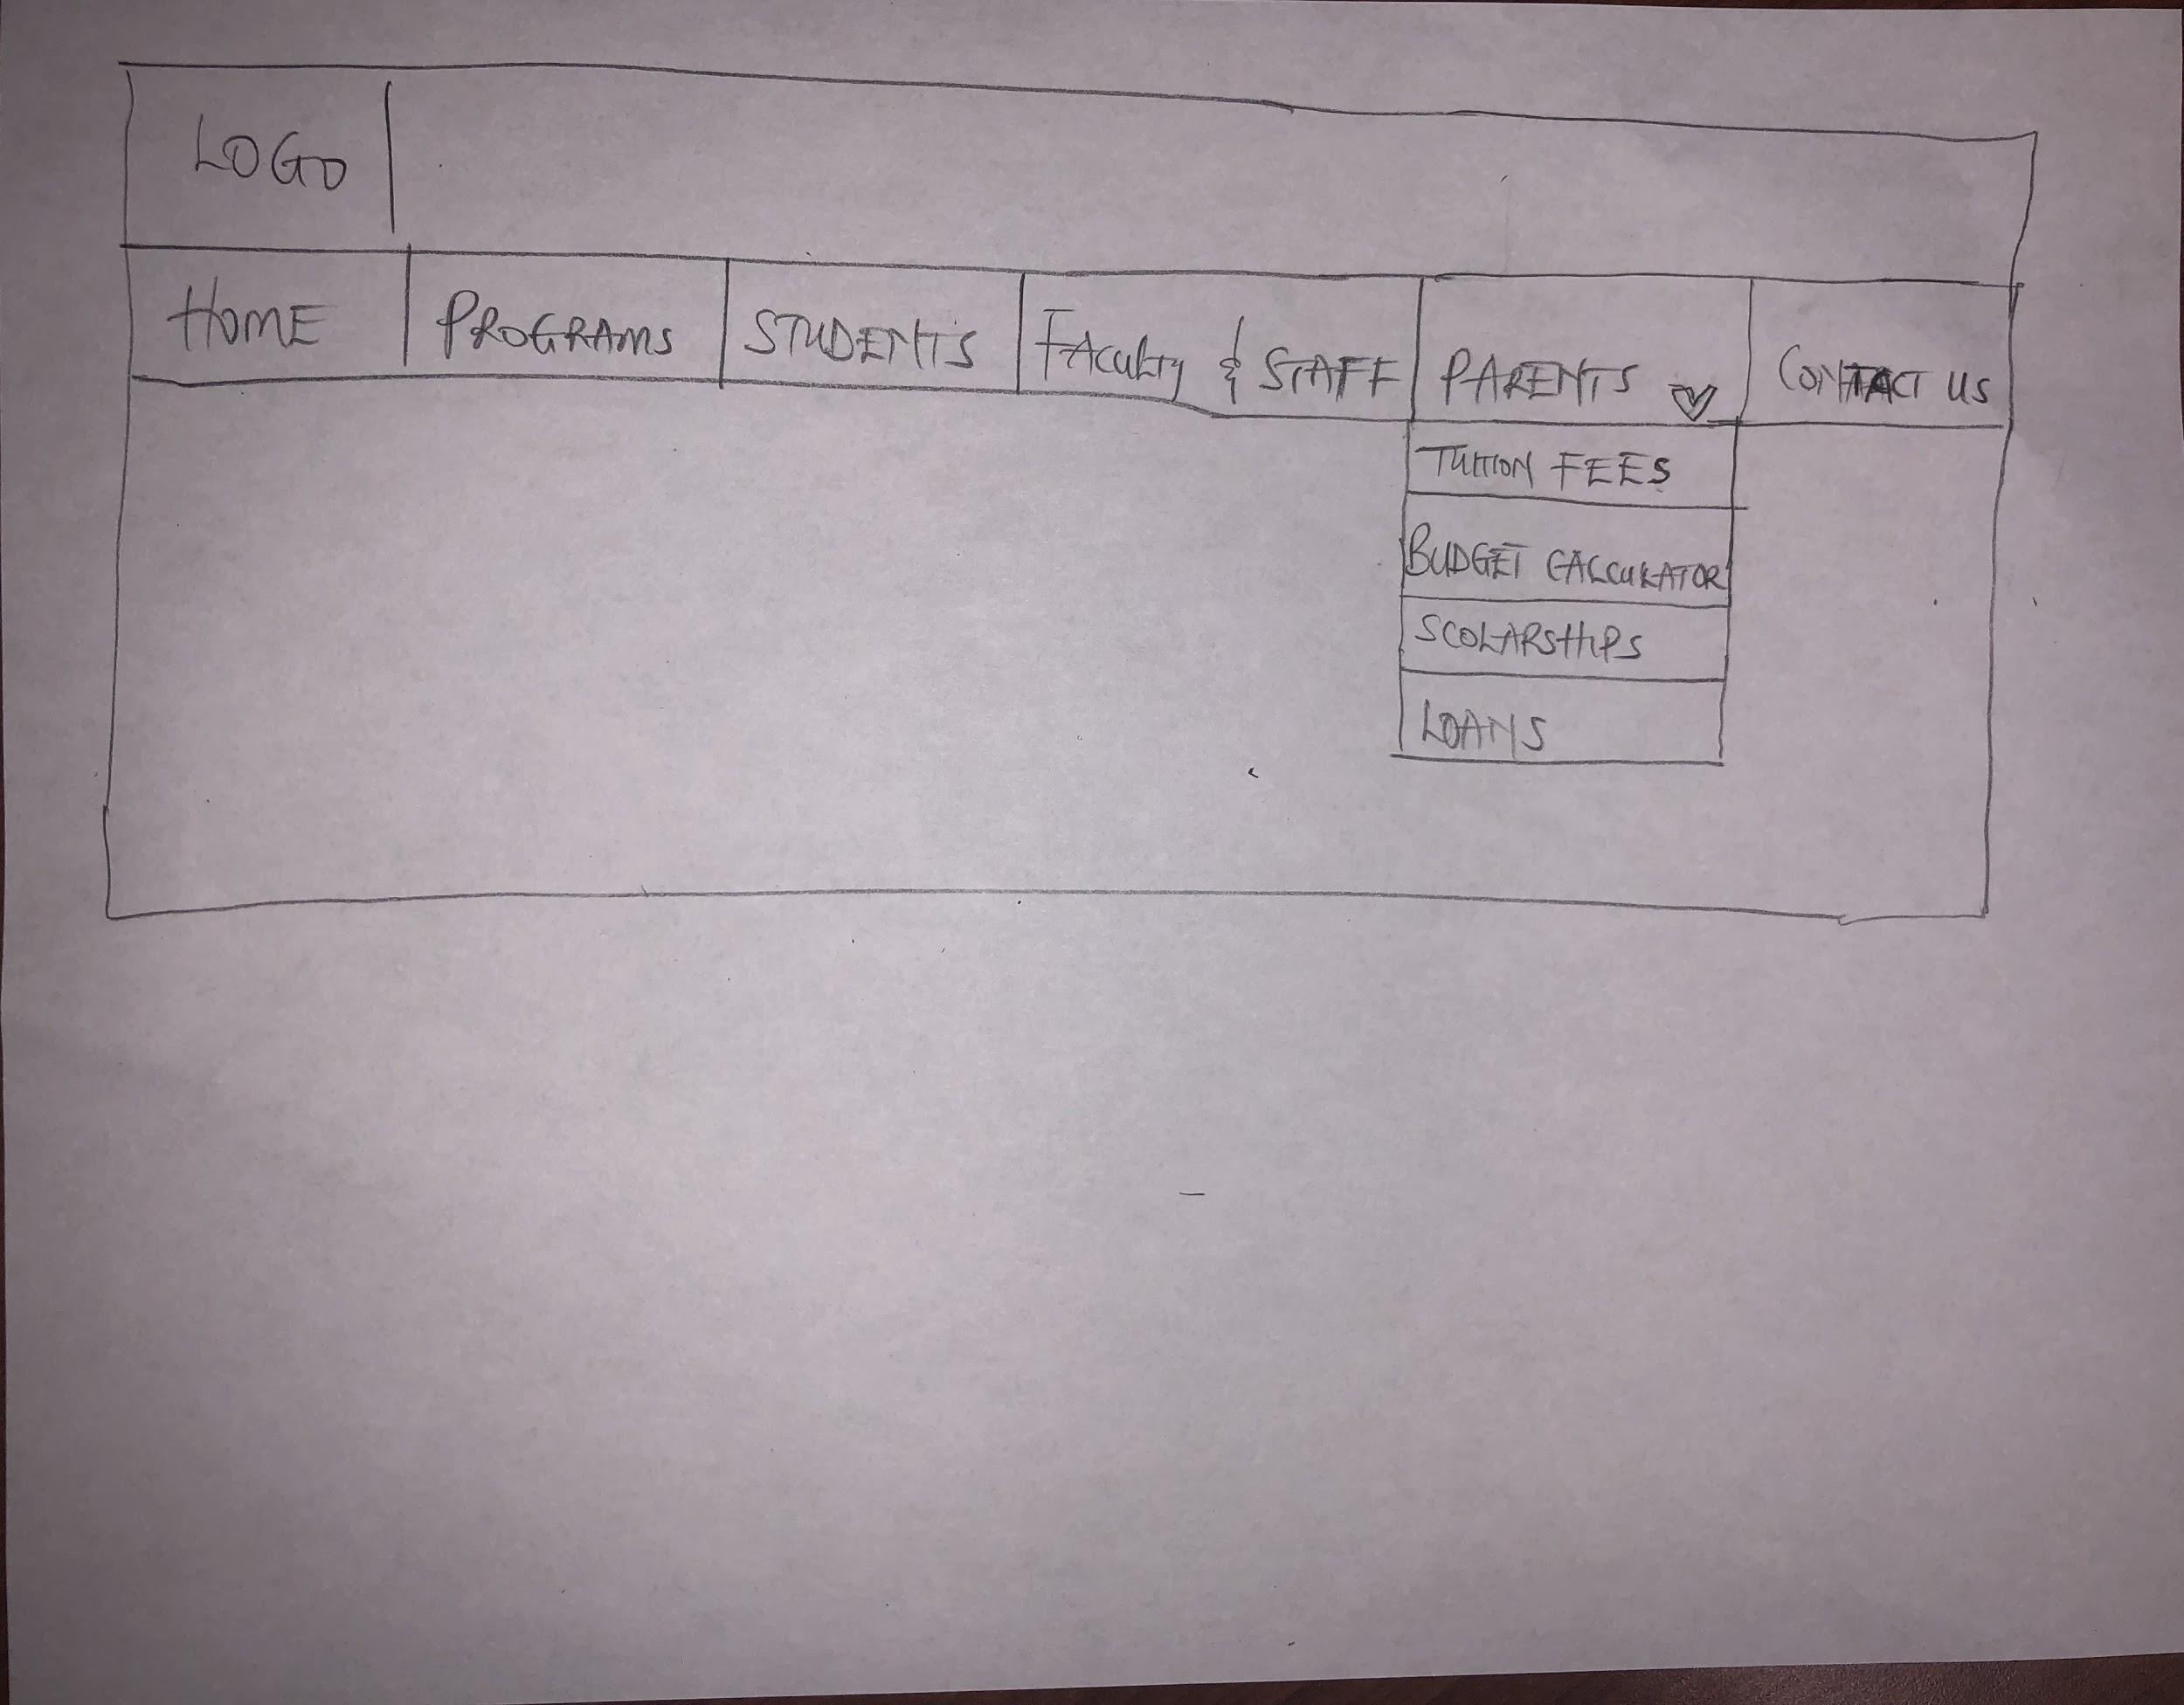 LOGO
HOME PROGRAMS STUDENTS FACulty & STAFF PARENTS CONTACT US
TUITION FEES
BUDGET CALCULATOR
SCOLARSHIPS
LOANS